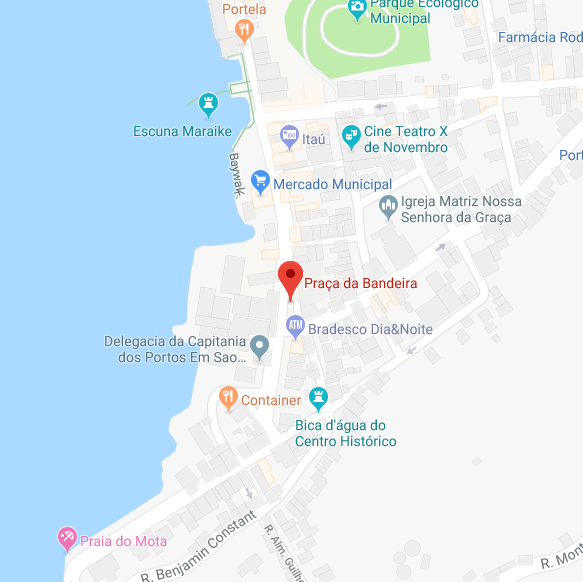 Parque Ecológico
Municipal
Portela
Farmácia Rod
Escuna Maraike
Itaú
Cine Teatro X
de Novembro
Port
Baywalk
Mercado Municipal
Igreja Matriz Nossa
Senhora da Graça
Praça da Bandeira
ATM
Bradesco Dia&Noite
Delegacia da Capitania
dos Portos Em Sao...
Container
Bica d'água do
Centro Histórico
Praia do Mota
R. Benjamin Constant
R. Alm. Guilhe
R. Mont